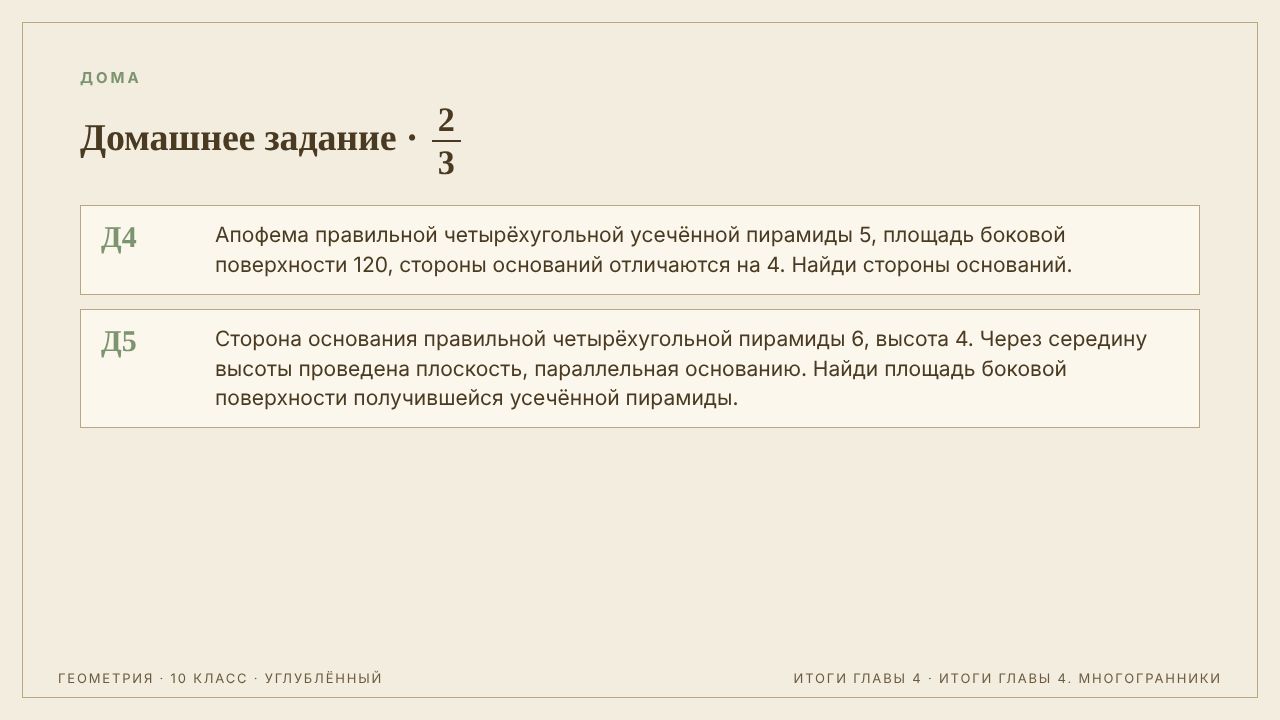 ДОМА
Домашнее задание · 2/3
Д4
Апофема правильной четырёхугольной усечённой пирамиды 5, площадь боковой
поверхности 120, стороны оснований отличаются на 4. Найди стороны оснований.
Д5
Сторона основания правильной четырёхугольной пирамиды 6, высота 4. Через середину
высоты проведена плоскость, параллельная основанию. Найди площадь боковой
поверхности получившейся усечённой пирамиды.
ГЕОМЕТРИЯ · 10 КЛАСС · УГЛУБЛЁННЫЙ
ИТОГИ ГЛАВЫ 4 · ИТОГИ ГЛАВЫ 4. МНОГОГРАННИКИ